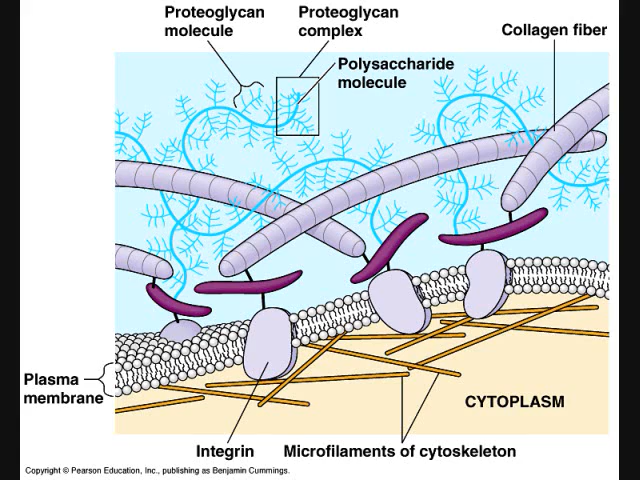 Proteoglycan
molecule
Proteoglycan
complex
Collagen fiber
Polysaccharide
molecule
Plasma
membrane
CYTOPLASM
Integrin
Microfilaments of cytoskeleton
Copyright © Pearson Education, Inc., publishing as Benjamin Cummings.